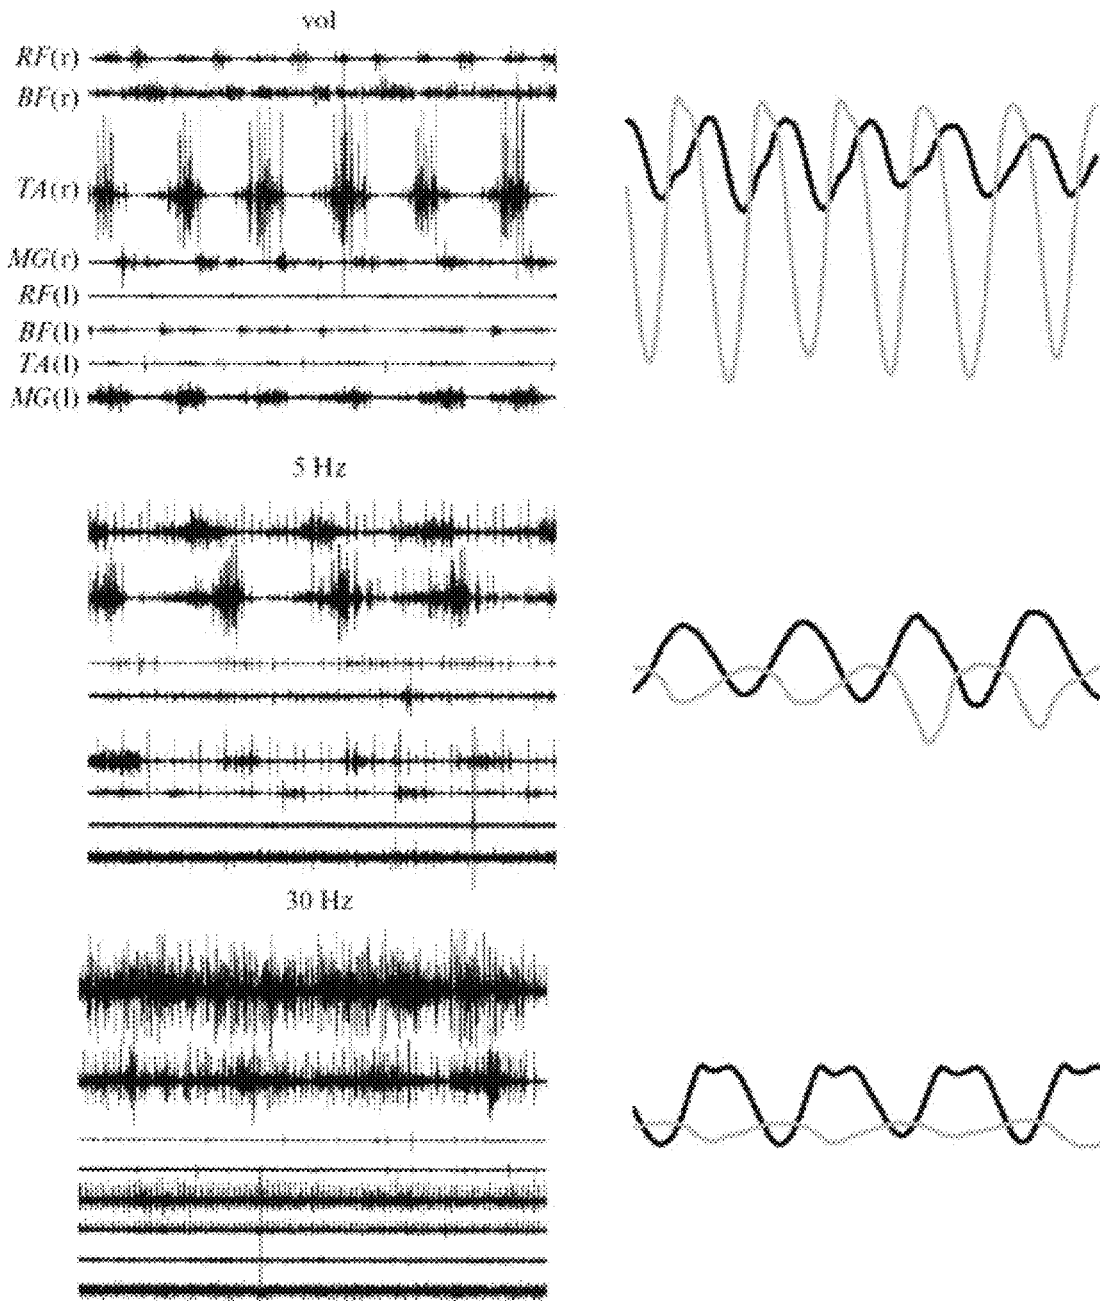 vol
RF(r)
BF(r)
TA(r)
MG(r)
RF(l)
BF(l)
TA(l)
MG(l)
5 Hz
30 Hz